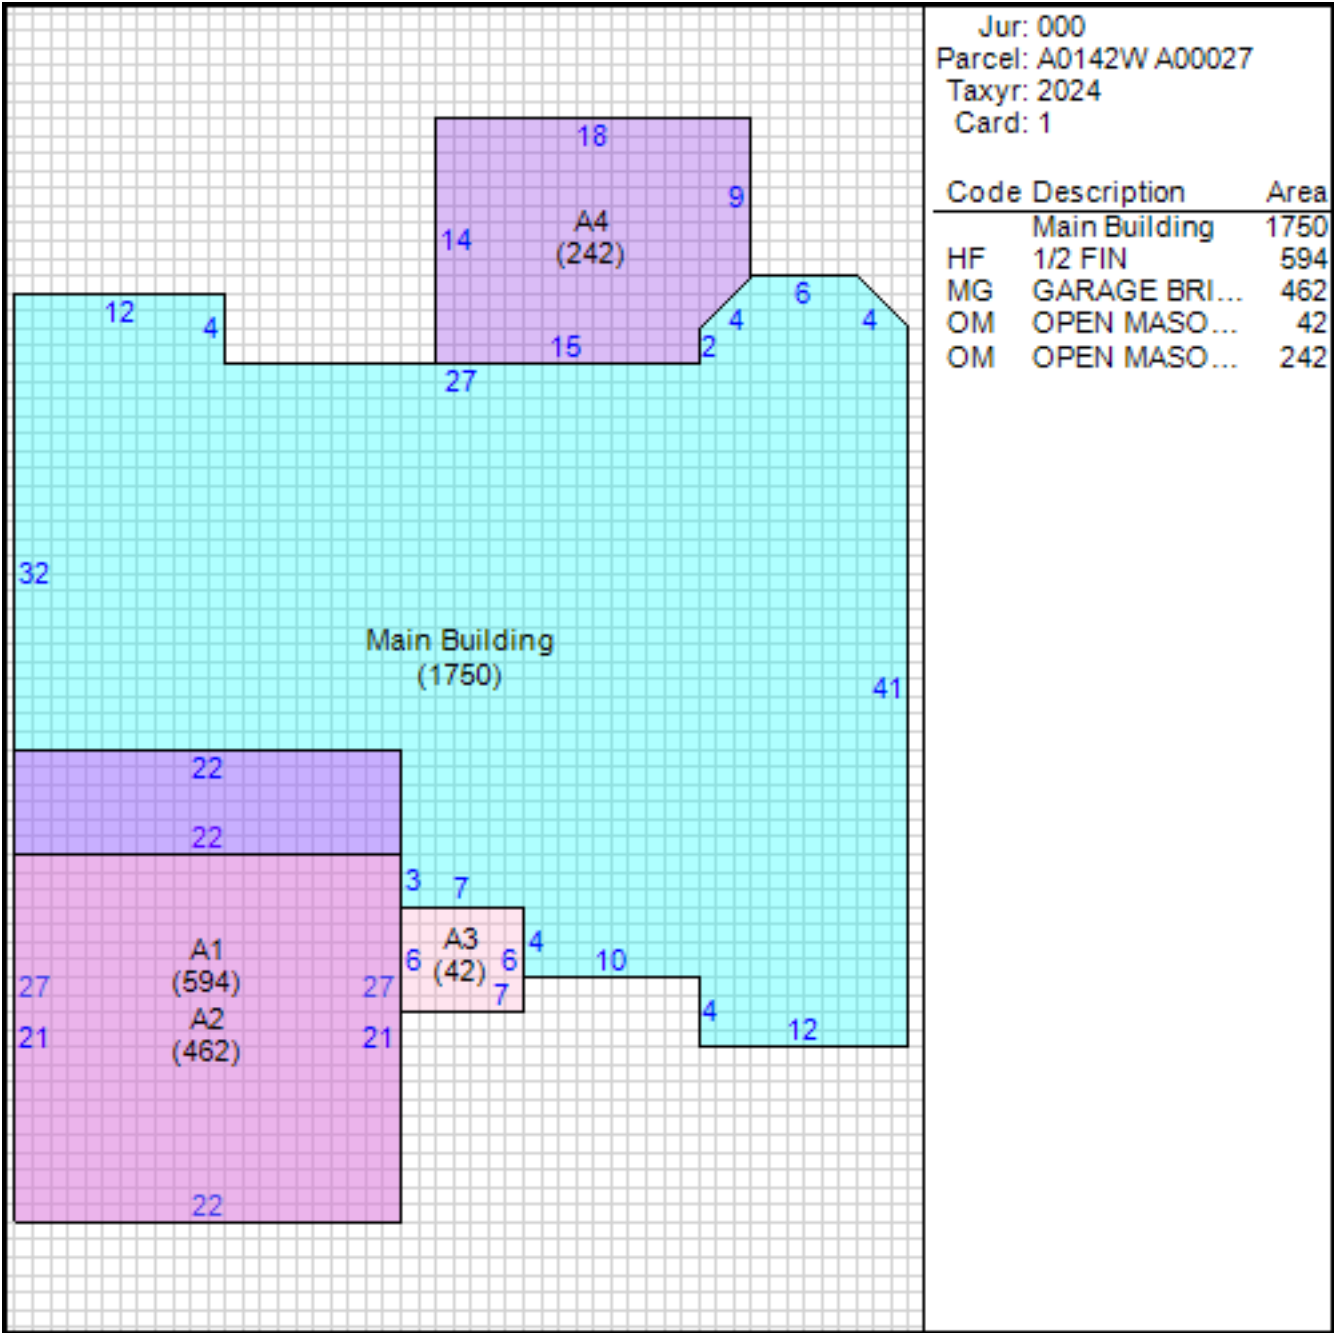 Jur: 000
Parcel: A0142W A00027
Taxyr: 2024
Card: 1
Code Description Area
Main Building 1750
HF 1/2 FIN 594
MG GARAGE BRI... 462
OM OPEN MASO... 42
OM OPEN MASO... 242
18
9
A4
14
(242)
6
12
4
4
4
15
2
27
32
Main Building
(1750)
41
22
22
3
7
A1
A3
4
(594)
6
(42)
6
10
27
27
7
A2
4
21
(462)
21
12
22